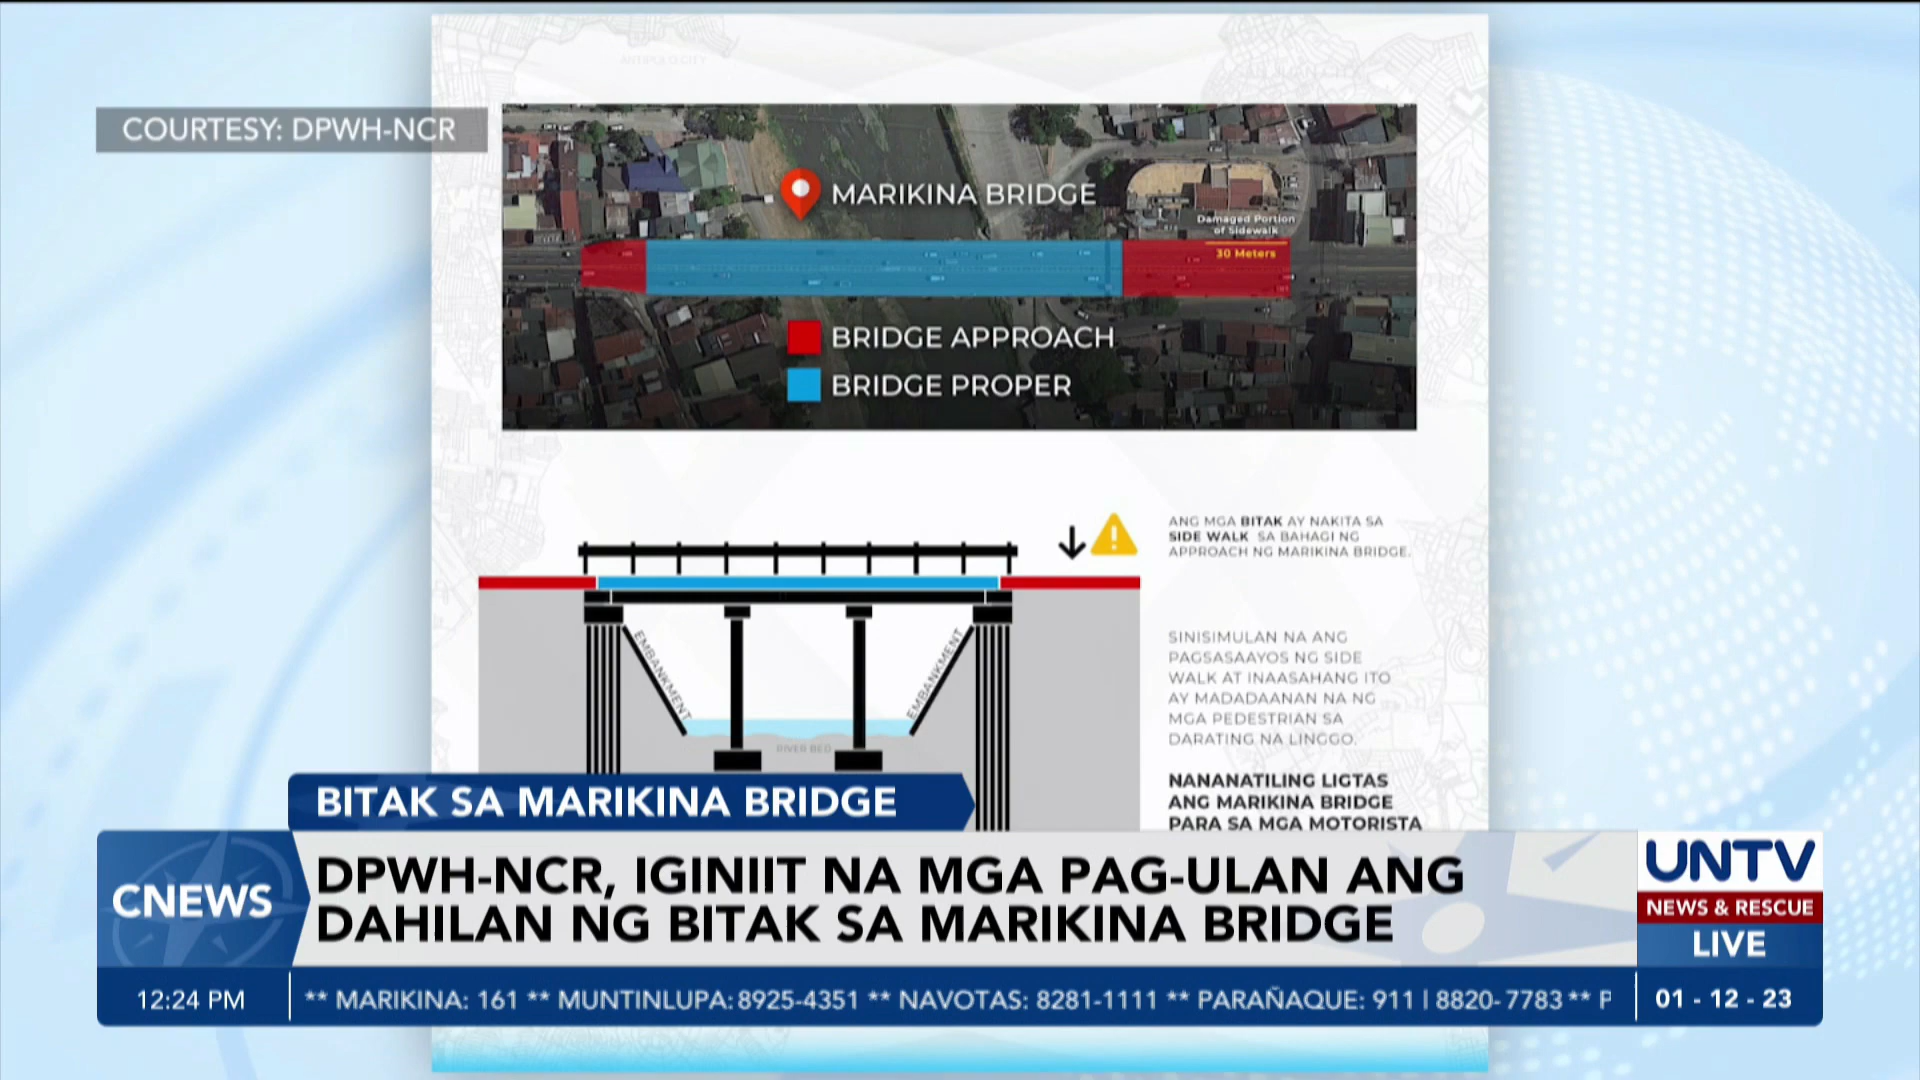 ANTIPOLO CITY
COURTESY: DPWH-NCR
MARIKINA BRIDGE
Damaged Portion
of Sidewalk
30 Meters
BRIDGE APPROACH
BRIDGE PROPER
ANG MGA BITAK AY NAKITA SA
SIDE WALK SA BAHAGI NG
APPROACH NG MARIKINA BRIDGE.
EMBANKMENT
EMBANKMENT
RIVER BED
SINISIMULAN NA ANG
PAGSASAAYOS NG SIDE
WALK AT INAASAHANG ITO
AY MADADAANAN NA NG
MGA PEDESTRIAN SA
DARATING NA LINGGO.
NANANATILING LIGTAS
ANG MARIKINA BRIDGE
PARA SA MGA MOTORISTA
BITAK SA MARIKINA BRIDGE
CNEWS
DPWH-NCR, IGINIIT NA MGA PAG-ULAN ANG
DAHILAN NG BITAK SA MARIKINA BRIDGE
UNTV
NEWS & RESCUE
LIVE
12:24 PM
** MARIKINA: 161 ** MUNTINLUPA: 8925-4351 ** NAVOTAS: 8281-1111 ** PARAÑAQUE: 911 | 8820-7783 ** P
01 - 12 - 23